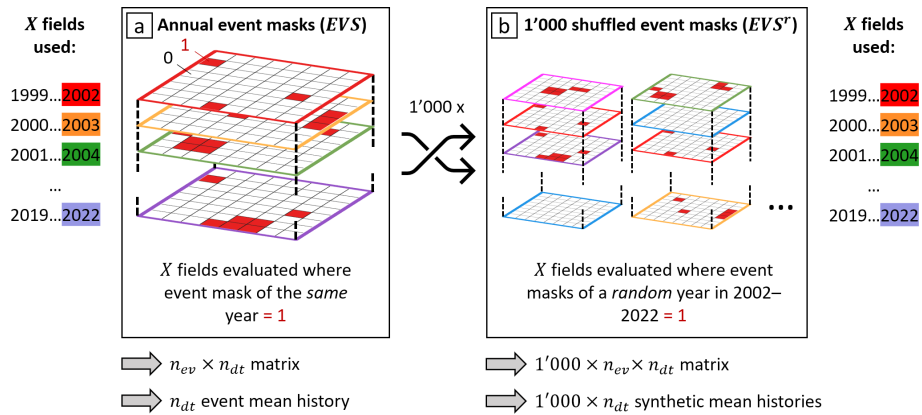 X fields
used:
1999...2002
2000...2003
2001...2004
...
2019...2022
a Annual event masks (EVS)
1
0
X fields evaluated where
event mask of the same
year = 1
n_ev × n_dt matrix
n_dt event mean history
1′000 x
b 1′000 shuffled event masks (EVS^r)
...
X fields evaluated where event
masks of a random year in 2002–
2022 = 1
1′000 × n_ev × n_dt matrix
1′000 × n_dt synthetic mean histories
X fields
used:
1999...2002
2000...2003
2001...2004
...
2019...2022